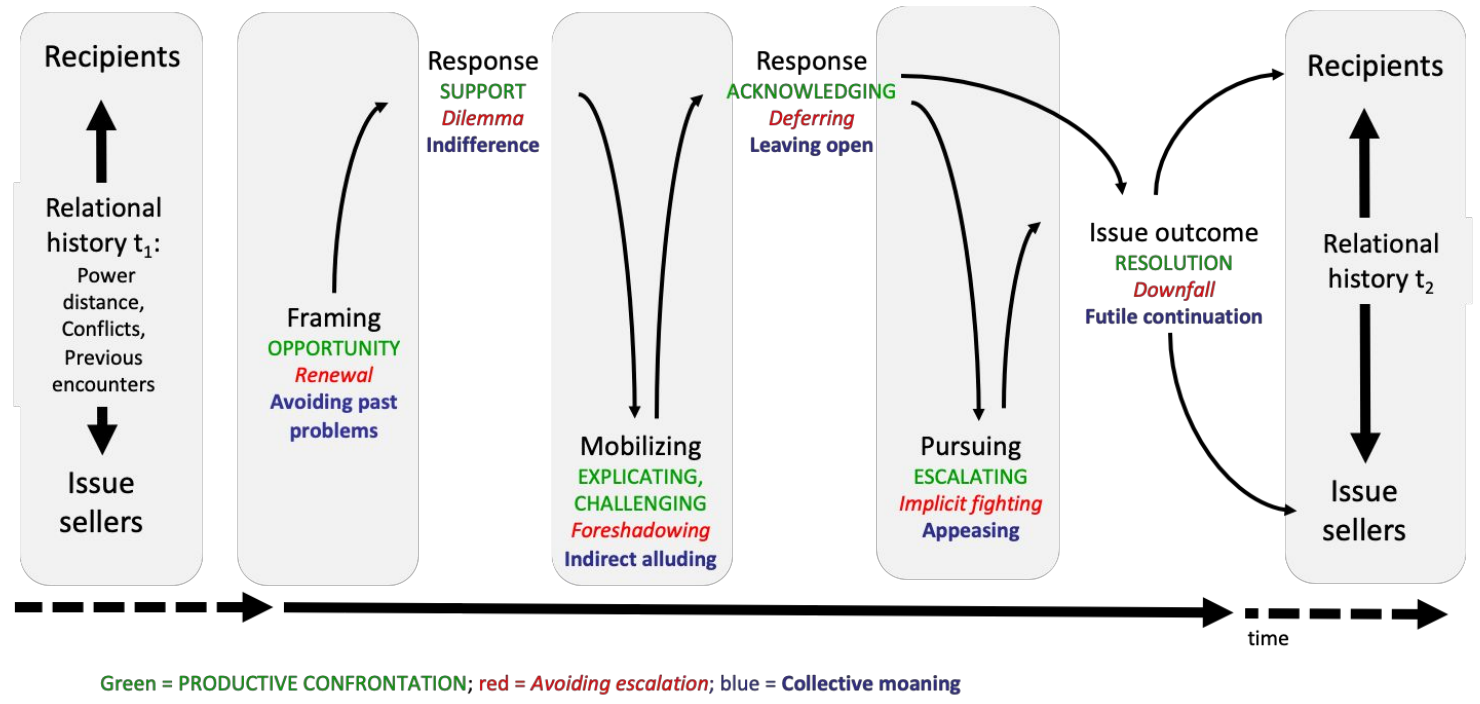 Recipients
Relational
history t₁:
Power
distance,
Conflicts,
Previous
encounters
Issue
sellers
Framing
OPPORTUNITY
Renewal
Avoiding past
problems
Response
SUPPORT
Dilemma
Indifference
Mobilizing
EXPLICATING,
CHALLENGING
Foreshadowing
Indirect alluding
Response
ACKNOWLEDGING
Deferring
Leaving open
Pursuing
ESCALATING
Implicit fighting
Appeasing
Issue outcome
RESOLUTION
Downfall
Futile continuation
Recipients
Relational
history t₂
Issue
sellers
time
Green = PRODUCTIVE CONFRONTATION; red = Avoiding escalation; blue = Collective moaning